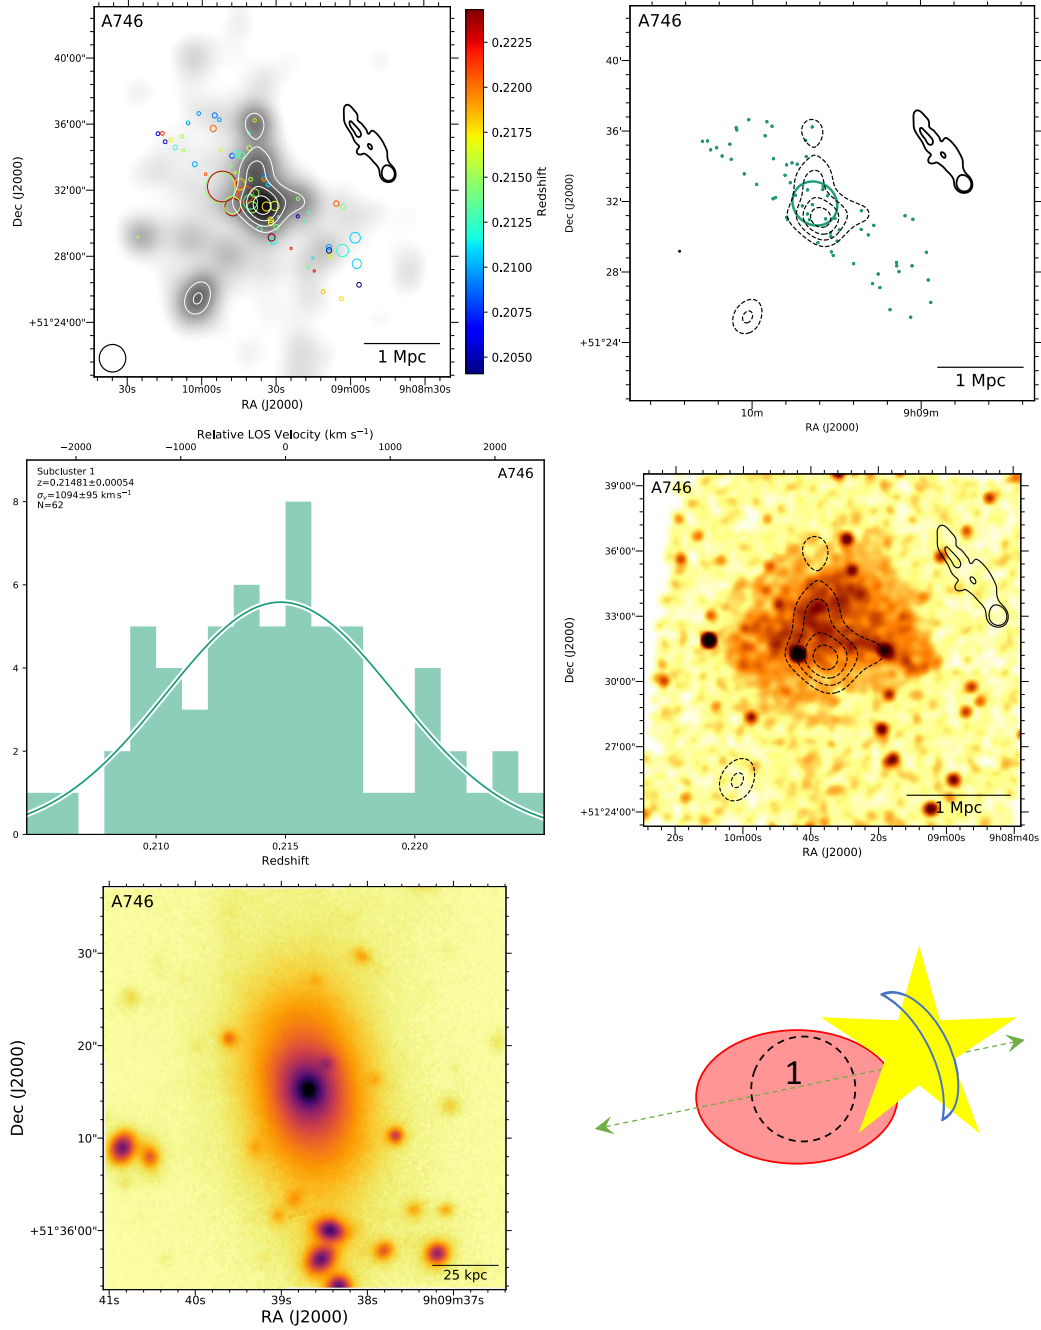 A746
40'00"
36'00"
32'00"
28'00"
+51°24'00"
Dec (J2000)
30s
10m00s
30s
09m00s
9h08m30s
RA (J2000)
1 Mpc
0.2225
0.2200
0.2175
0.2150
0.2125
0.2100
0.2075
0.2050
Redshift
A746
40'
36'
32'
28'
+51°24'
Dec (J2000)
10m
9h09m
RA (J2000)
1 Mpc
Relative LOS Velocity (km s⁻¹)
−2000
−1000
0
1000
2000
Subcluster 1
z=0.21481±0.00054
σᵥ=1094±95 km s⁻¹
N=62
A746
8
6
4
2
0
0.210
0.215
0.220
Redshift
A746
39'00"
36'00"
33'00"
30'00"
27'00"
+51°24'00"
Dec (J2000)
20s
10m00s
40s
20s
09m00s
9h08m40s
RA (J2000)
1 Mpc
A746
30"
20"
10"
+51°36'00"
Dec (J2000)
41s
40s
39s
38s
9h09m37s
RA (J2000)
25 kpc
1